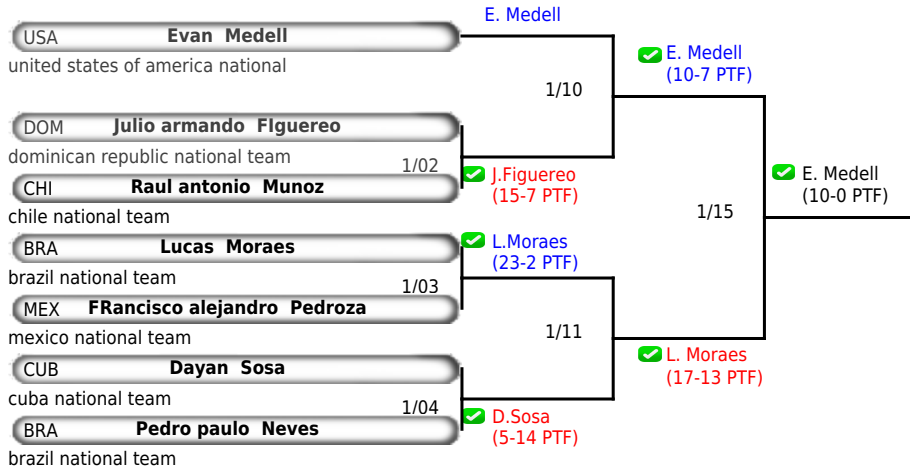 E. Medell
USA Evan Medell
united states of america national
E. Medell
(10-7 PTF)
1/10
DOM Julio armando FIguereo
dominican republic national team
1/02
J.Figuereo
(15-7 PTF)
CHI Raul antonio Munoz
chile national team
E. Medell
(10-0 PTF)
1/15
BRA Lucas Moraes
brazil national team
L.Moraes
(23-2 PTF)
1/03
MEX FRancisco alejandro Pedroza
mexico national team
1/11
CUB Dayan Sosa
cuba national team
L. Moraes
(17-13 PTF)
1/04
D.Sosa
(5-14 PTF)
BRA Pedro paulo Neves
brazil national team